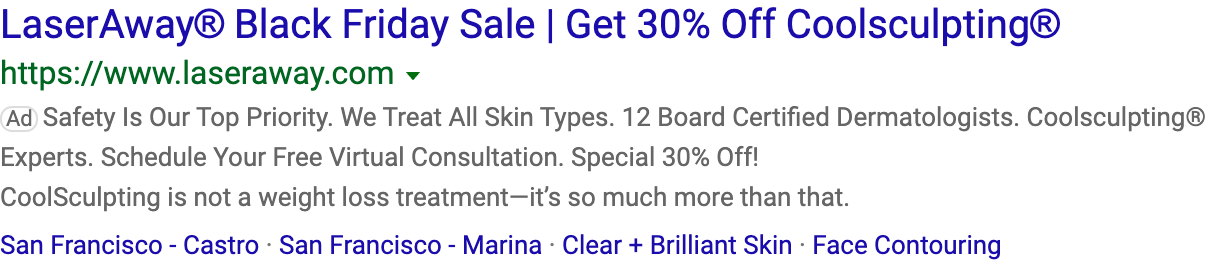 LaserAway® Black Friday Sale | Get 30% Off Coolsculpting®
https://www.laseraway.com
Ad Safety Is Our Top Priority. We Treat All Skin Types. 12 Board Certified Dermatologists. Coolsculpting®
Experts. Schedule Your Free Virtual Consultation. Special 30% Off!
CoolSculpting is not a weight loss treatment—it’s so much more than that.
San Francisco - Castro · San Francisco - Marina · Clear + Brilliant Skin · Face Contouring